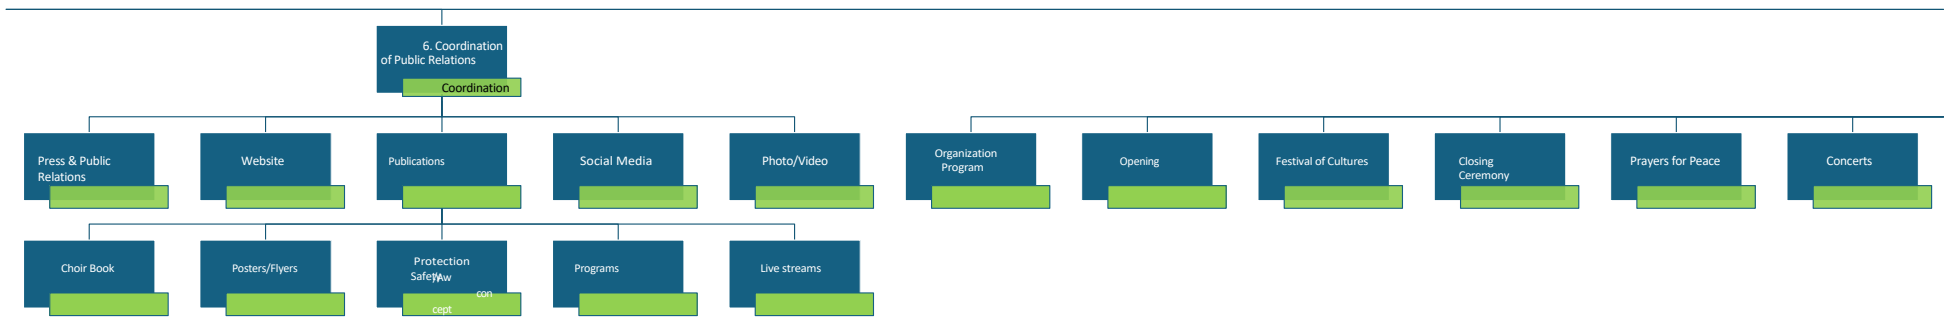 6. Coordination
of Public Relations
Coordination
Press & Public
Relations
Website
Publications
Social Media
Photo/Video
Organization
Program
Opening
Festival of Cultures
Closing
Ceremony
Prayers for Peace
Concerts
Choir Book
Posters/Flyers
Protection
Safety/Aw
con
cept
Programs
Live streams